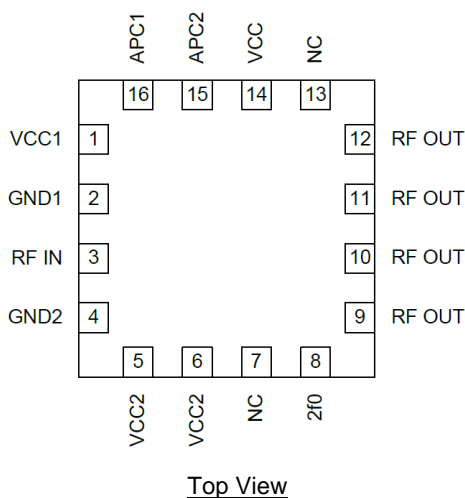 APC1 APC2 VCC NC
16 15 14 13
VCC1 1 12 RF OUT
GND1 2 11 RF OUT
RF IN 3 10 RF OUT
GND2 4 9 RF OUT
5 6 7 8
VCC2 VCC2 NC 2f0
Top View